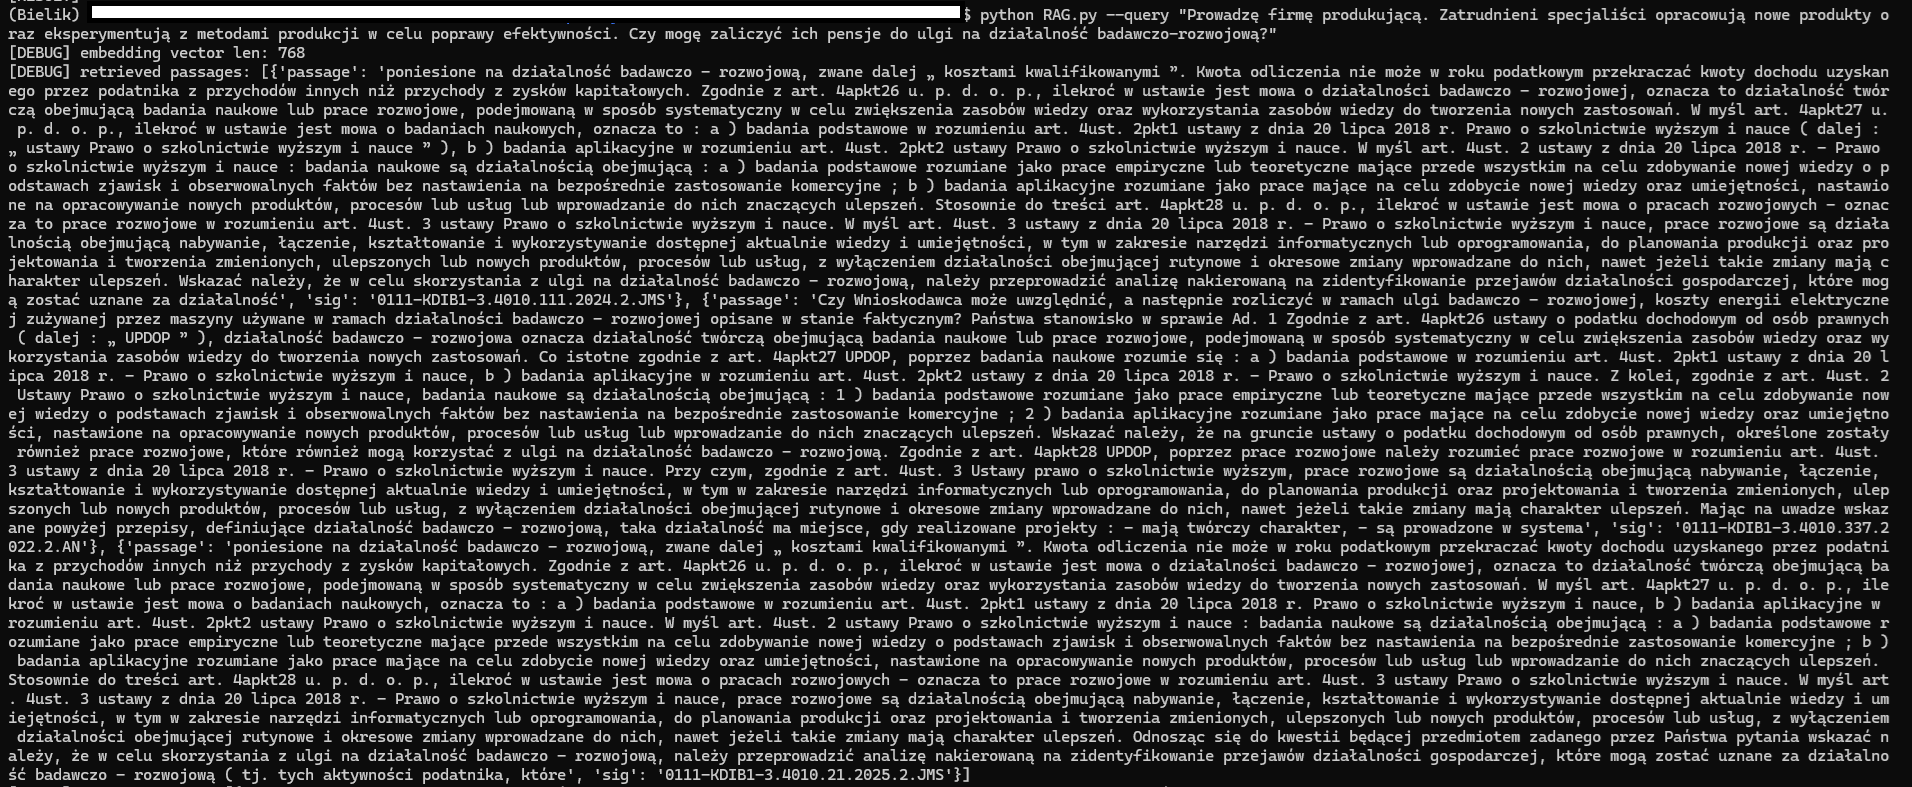 (Bielik) $ python RAG.py --query "Prowadzę firmę produkującą. Zatrudnieni specjaliści opracowują nowe produkty o
raz eksperymentują z metodami produkcji w celu poprawy efektywności. Czy mogę zaliczyć ich pensje do ulgi na działalność badawczo-rozwojową?"
[DEBUG] embedding vector len: 768
[DEBUG] retrieved passages: [{'passage': 'poniesione na działalność badawczo - rozwojową, zwane dalej „ kosztami kwalifikowanymi ”. Kwota odliczenia nie może w roku podatkowym przekraczać kwoty dochodu uzyskan
ego przez podatnika z przychodów innych niż przychody z zysków kapitałowych. Zgodnie z art. 4apkt26 u. p. d. o. p., ilekroć w ustawie jest mowa o działalności badawczo - rozwojowej, oznacza to działalność twór
czą obejmującą badania naukowe lub prace rozwojowe, podejmowaną w sposób systematyczny w celu zwiększenia zasobów wiedzy oraz wykorzystania zasobów wiedzy do tworzenia nowych zastosowań. W myśl art. 4apkt27 u.
 p. d. o. p., ilekroć w ustawie jest mowa o badaniach naukowych, oznacza to : a ) badania podstawowe w rozumieniu art. 4ust. 2pkt1 ustawy z dnia 20 lipca 2018 r. Prawo o szkolnictwie wyższym i nauce ( dalej :
„ ustawy Prawo o szkolnictwie wyższym i nauce ” ), b ) badania aplikacyjne w rozumieniu art. 4ust. 2pkt2 ustawy Prawo o szkolnictwie wyższym i nauce. W myśl art. 4ust. 2 ustawy z dnia 20 lipca 2018 r. - Prawo
o szkolnictwie wyższym i nauce : badania naukowe są działalnością obejmującą : a ) badania podstawowe rozumiane jako prace empiryczne lub teoretyczne mające przede wszystkim na celu zdobywanie nowej wiedzy o p
odstawach zjawisk i obserwowalnych faktów bez nastawienia na bezpośrednie zastosowanie komercyjne ; b ) badania aplikacyjne rozumiane jako prace mające na celu zdobycie nowej wiedzy oraz umiejętności, nastawio
ne na opracowywanie nowych produktów, procesów lub usług lub wprowadzanie do nich znaczących ulepszeń. Stosownie do treści art. 4apkt28 u. p. d. o. p., ilekroć w ustawie jest mowa o pracach rozwojowych - oznac
za to prace rozwojowe w rozumieniu art. 4ust. 3 ustawy Prawo o szkolnictwie wyższym i nauce. W myśl art. 4ust. 3 ustawy z dnia 20 lipca 2018 r. - Prawo o szkolnictwie wyższym i nauce, prace rozwojowe są działa
lnością obejmującą nabywanie, łączenie, kształtowanie i wykorzystywanie dostępnej aktualnie wiedzy i umiejętności, w tym w zakresie narzędzi informatycznych lub oprogramowania, do planowania produkcji oraz pro
jektowania i tworzenia zmienionych, ulepszonych lub nowych produktów, procesów lub usług, z wyłączeniem działalności obejmującej rutynowe i okresowe zmiany wprowadzane do nich, nawet jeżeli takie zmiany mają c
harakter ulepszeń. Wskazać należy, że w celu skorzystania z ulgi na działalność badawczo - rozwojową, należy przeprowadzić analizę nakierowaną na zidentyfikowanie przejawów działalności gospodarczej, które mog
ą zostać uznane za działalność', 'sig': '0111-KDIB1-3.4010.111.2024.2.JMS'}, {'passage': 'Czy Wnioskodawca może uwzględnić, a następnie rozliczyć w ramach ulgi badawczo - rozwojowej, koszty energii elektryczne
j zużywanej przez maszyny używane w ramach działalności badawczo - rozwojowej opisane w stanie faktycznym? Państwa stanowisko w sprawie Ad. 1 Zgodnie z art. 4apkt26 ustawy o podatku dochodowym od osób prawnych
 ( dalej : „ UPDOP ” ), działalność badawczo - rozwojowa oznacza działalność twórczą obejmującą badania naukowe lub prace rozwojowe, podejmowaną w sposób systematyczny w celu zwiększenia zasobów wiedzy oraz wy
korzystania zasobów wiedzy do tworzenia nowych zastosowań. Co istotne zgodnie z art. 4apkt27 UPDOP, poprzez badania naukowe rozumie się : a ) badania podstawowe w rozumieniu art. 4ust. 2pkt1 ustawy z dnia 20 l
ipca 2018 r. - Prawo o szkolnictwie wyższym i nauce, b ) badania aplikacyjne w rozumieniu art. 4ust. 2pkt2 ustawy z dnia 20 lipca 2018 r. - Prawo o szkolnictwie wyższym i nauce. Z kolei, zgodnie z art. 4ust. 2
 Ustawy Prawo o szkolnictwie wyższym i nauce, badania naukowe są działalnością obejmującą : 1 ) badania podstawowe rozumiane jako prace empiryczne lub teoretyczne mające przede wszystkim na celu zdobywanie now
ej wiedzy o podstawach zjawisk i obserwowalnych faktów bez nastawienia na bezpośrednie zastosowanie komercyjne ; 2 ) badania aplikacyjne rozumiane jako prace mające na celu zdobycie nowej wiedzy oraz umiejętno
ści, nastawione na opracowywanie nowych produktów, procesów lub usług lub wprowadzanie do nich znaczących ulepszeń. Wskazać należy, że na gruncie ustawy o podatku dochodowym od osób prawnych, określone zostały
 również prace rozwojowe, które również mogą korzystać z ulgi na działalność badawczo - rozwojową. Zgodnie z art. 4apkt28 UPDOP, poprzez prace rozwojowe należy rozumieć prace rozwojowe w rozumieniu art. 4ust.
3 ustawy z dnia 20 lipca 2018 r. - Prawo o szkolnictwie wyższym i nauce. Przy czym, zgodnie z art. 4ust. 3 Ustawy prawo o szkolnictwie wyższym, prace rozwojowe są działalnością obejmującą nabywanie, łączenie,
kształtowanie i wykorzystywanie dostępnej aktualnie wiedzy i umiejętności, w tym w zakresie narzędzi informatycznych lub oprogramowania, do planowania produkcji oraz projektowania i tworzenia zmienionych, ulep
szonych lub nowych produktów, procesów lub usług, z wyłączeniem działalności obejmującej rutynowe i okresowe zmiany wprowadzane do nich, nawet jeżeli takie zmiany mają charakter ulepszeń. Mając na uwadze wskaz
ane powyżej przepisy, definiujące działalność badawczo - rozwojową, taka działalność ma miejsce, gdy realizowane projekty : - mają twórczy charakter, - są prowadzone w systema', 'sig': '0111-KDIB1-3.4010.337.2
022.2.AN'}, {'passage': 'poniesione na działalność badawczo - rozwojową, zwane dalej „ kosztami kwalifikowanymi ”. Kwota odliczenia nie może w roku podatkowym przekraczać kwoty dochodu uzyskanego przez podatni
ka z przychodów innych niż przychody z zysków kapitałowych. Zgodnie z art. 4apkt26 u. p. d. o. p., ilekroć w ustawie jest mowa o działalności badawczo - rozwojowej, oznacza to działalność twórczą obejmującą ba
dania naukowe lub prace rozwojowe, podejmowaną w sposób systematyczny w celu zwiększenia zasobów wiedzy oraz wykorzystania zasobów wiedzy do tworzenia nowych zastosowań. W myśl art. 4apkt27 u. p. d. o. p., ile
kroć w ustawie jest mowa o badaniach naukowych, oznacza to : a ) badania podstawowe w rozumieniu art. 4ust. 2pkt1 ustawy z dnia 20 lipca 2018 r. Prawo o szkolnictwie wyższym i nauce, b ) badania aplikacyjne w
rozumieniu art. 4ust. 2pkt2 ustawy Prawo o szkolnictwie wyższym i nauce. W myśl art. 4ust. 2 ustawy Prawo o szkolnictwie wyższym i nauce : badania naukowe są działalnością obejmującą : a ) badania podstawowe r
ozumiane jako prace empiryczne lub teoretyczne mające przede wszystkim na celu zdobywanie nowej wiedzy o podstawach zjawisk i obserwowalnych faktów bez nastawienia na bezpośrednie zastosowanie komercyjne ; b )
 badania aplikacyjne rozumiane jako prace mające na celu zdobycie nowej wiedzy oraz umiejętności, nastawione na opracowywanie nowych produktów, procesów lub usług lub wprowadzanie do nich znaczących ulepszeń.
Stosownie do treści art. 4apkt28 u. p. d. o. p., ilekroć w ustawie jest mowa o pracach rozwojowych - oznacza to prace rozwojowe w rozumieniu art. 4ust. 3 ustawy Prawo o szkolnictwie wyższym i nauce. W myśl art
. 4ust. 3 ustawy z dnia 20 lipca 2018 r. - Prawo o szkolnictwie wyższym i nauce, prace rozwojowe są działalnością obejmującą nabywanie, łączenie, kształtowanie i wykorzystywanie dostępnej aktualnie wiedzy i um
iejętności, w tym w zakresie narzędzi informatycznych lub oprogramowania, do planowania produkcji oraz projektowania i tworzenia zmienionych, ulepszonych lub nowych produktów, procesów lub usług, z wyłączeniem
 działalności obejmującej rutynowe i okresowe zmiany wprowadzane do nich, nawet jeżeli takie zmiany mają charakter ulepszeń. Odnosząc się do kwestii będącej przedmiotem zadanego przez Państwa pytania wskazać n
ależy, że w celu skorzystania z ulgi na działalność badawczo - rozwojową, należy przeprowadzić analizę nakierowaną na zidentyfikowanie przejawów działalności gospodarczej, które mogą zostać uznane za działalno
ść badawczo - rozwojową ( tj. tych aktywności podatnika, które', 'sig': '0111-KDIB1-3.4010.21.2025.2.JMS'}]